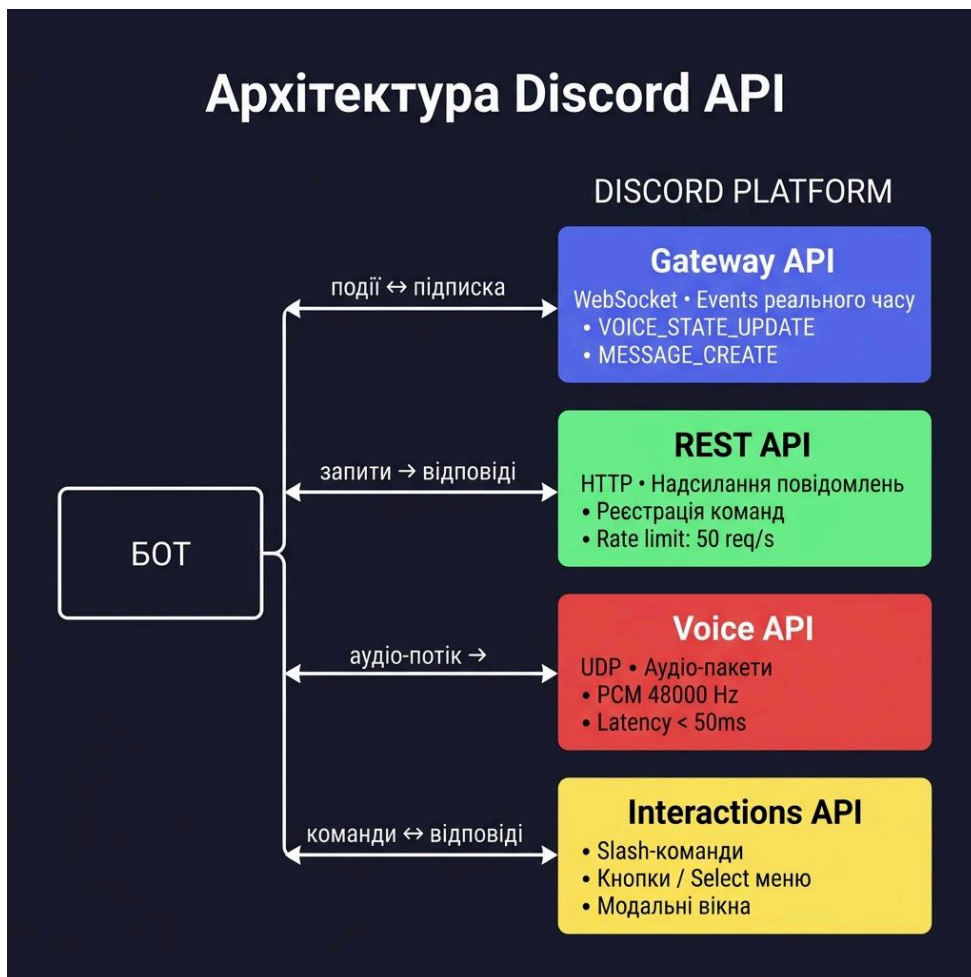 Архітектура Discord API
DISCORD PLATFORM
Gateway API
WebSocket • Events реального часу
• VOICE_STATE_UPDATE
• MESSAGE_CREATE
події ↔ підписка
REST API
HTTP • Надсилання повідомлень
• Реєстрація команд
• Rate limit: 50 req/s
запити → відповіді
БОТ
Voice API
UDP • Аудіо-пакети
• PCM 48000 Hz
• Latency < 50ms
аудіо-потік →
Interactions API
• Slash-команди
• Кнопки / Select меню
• Модальні вікна
команди ↔ відповіді